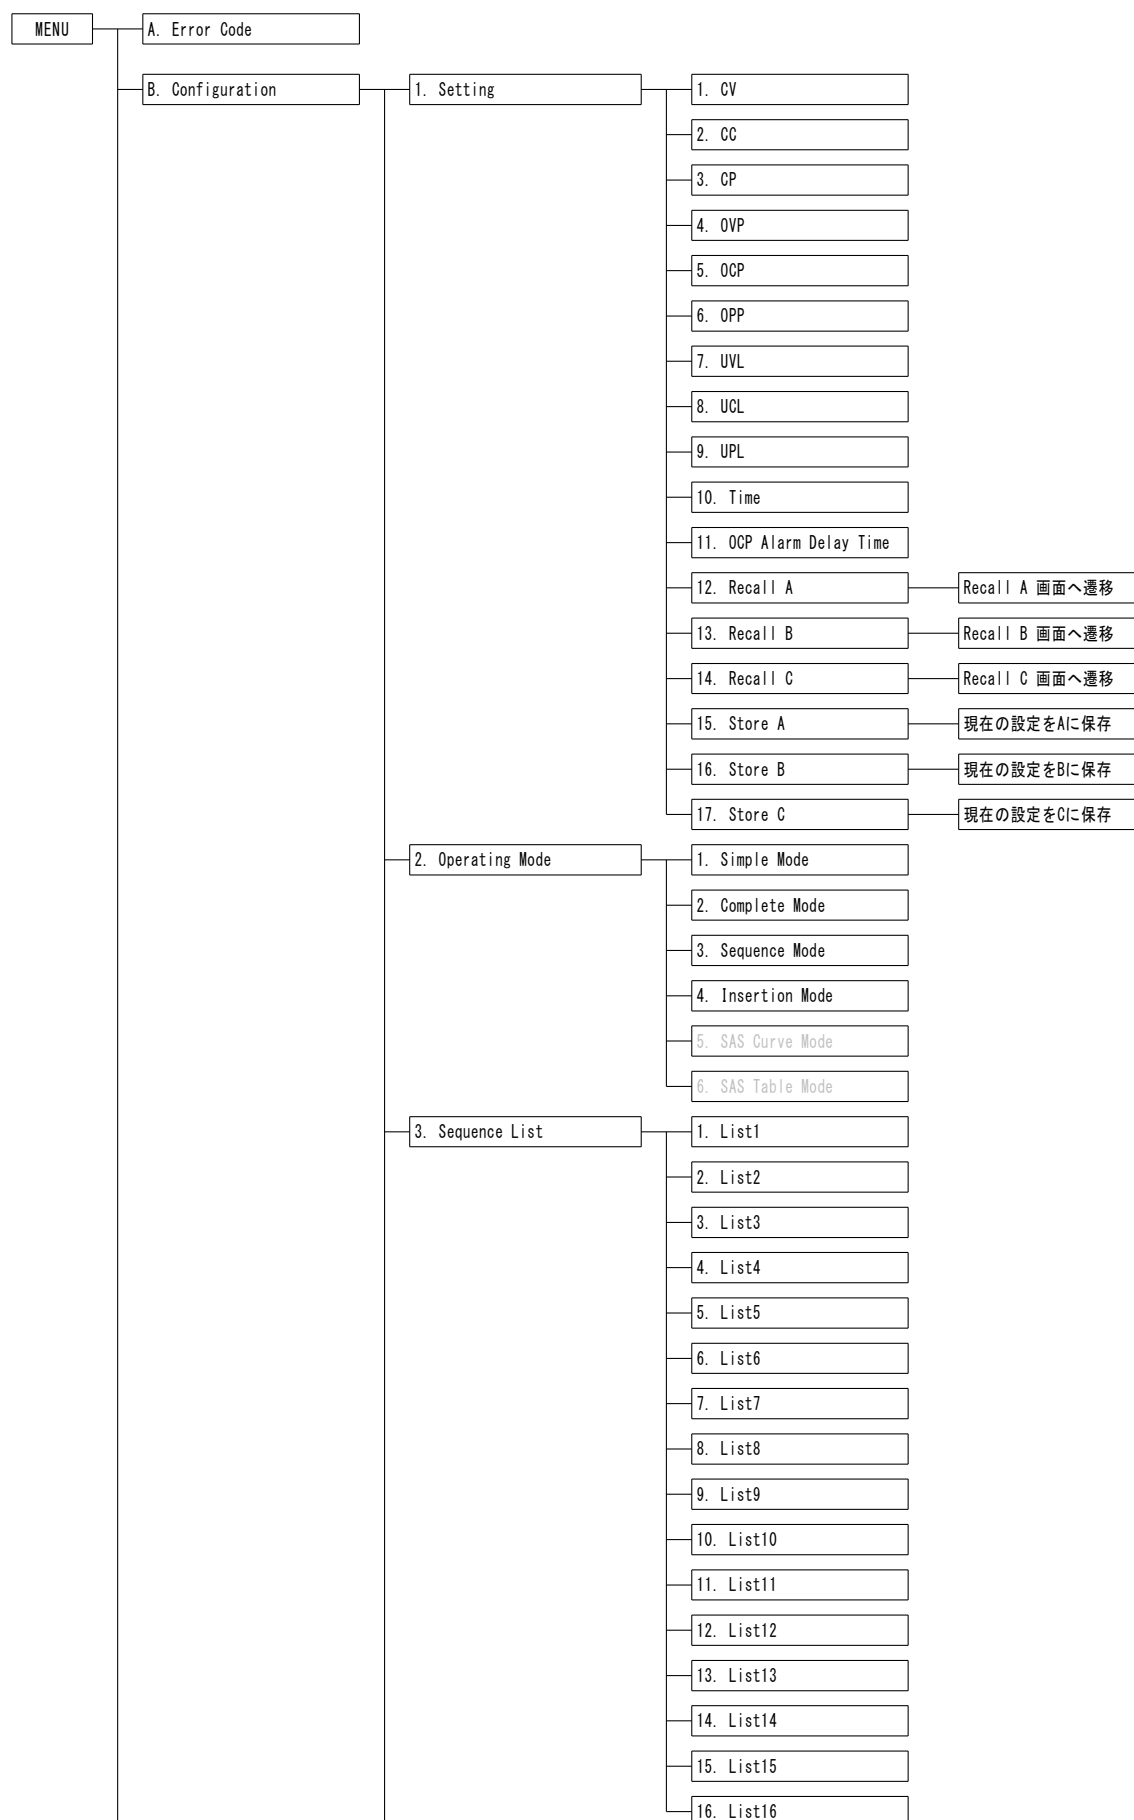 MENU
A. Error Code
B. Configuration
1. Setting
1. CV
2. CC
3. CP
4. OVP
5. OCP
6. OPP
7. UVL
8. UCL
9. UPL
10. Time
11. OCP Alarm Delay Time
12. Recall A
Recall A 画面へ遷移
13. Recall B
Recall B 画面へ遷移
14. Recall C
Recall C 画面へ遷移
15. Store A
現在の設定をAに保存
16. Store B
現在の設定をBに保存
17. Store C
現在の設定をCに保存
2. Operating Mode
1. Simple Mode
2. Complete Mode
3. Sequence Mode
4. Insertion Mode
5. SAS Curve Mode
6. SAS Table Mode
3. Sequence List
1. List1
2. List2
3. List3
4. List4
5. List5
6. List6
7. List7
8. List8
9. List9
10. List10
11. List11
12. List12
13. List13
14. List14
15. List15
16. List16